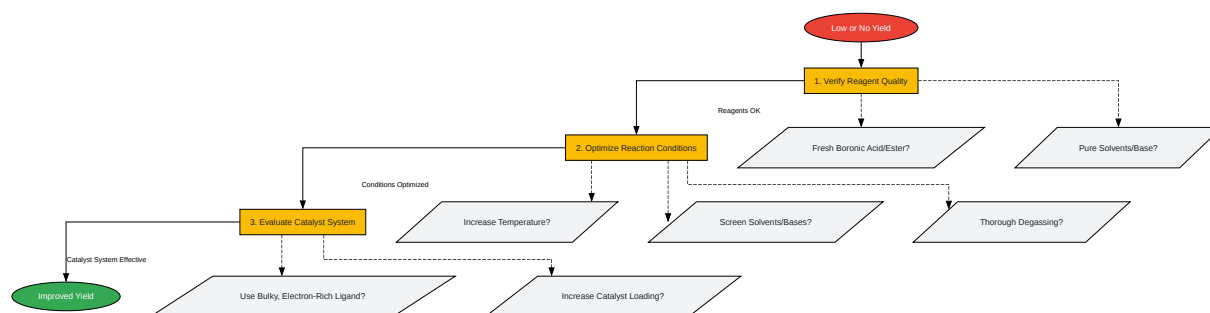 Low or No Yield
1. Verify Reagent Quality
Reagents OK
Fresh Boronic Acid/Ester?
Pure Solvents/Base?
2. Optimize Reaction Conditions
Conditions Optimized
Increase Temperature?
Screen Solvents/Bases?
Thorough Degassing?
3. Evaluate Catalyst System
Catalyst System Effective
Improved Yield
Use Bulky, Electron-Rich Ligand?
Increase Catalyst Loading?